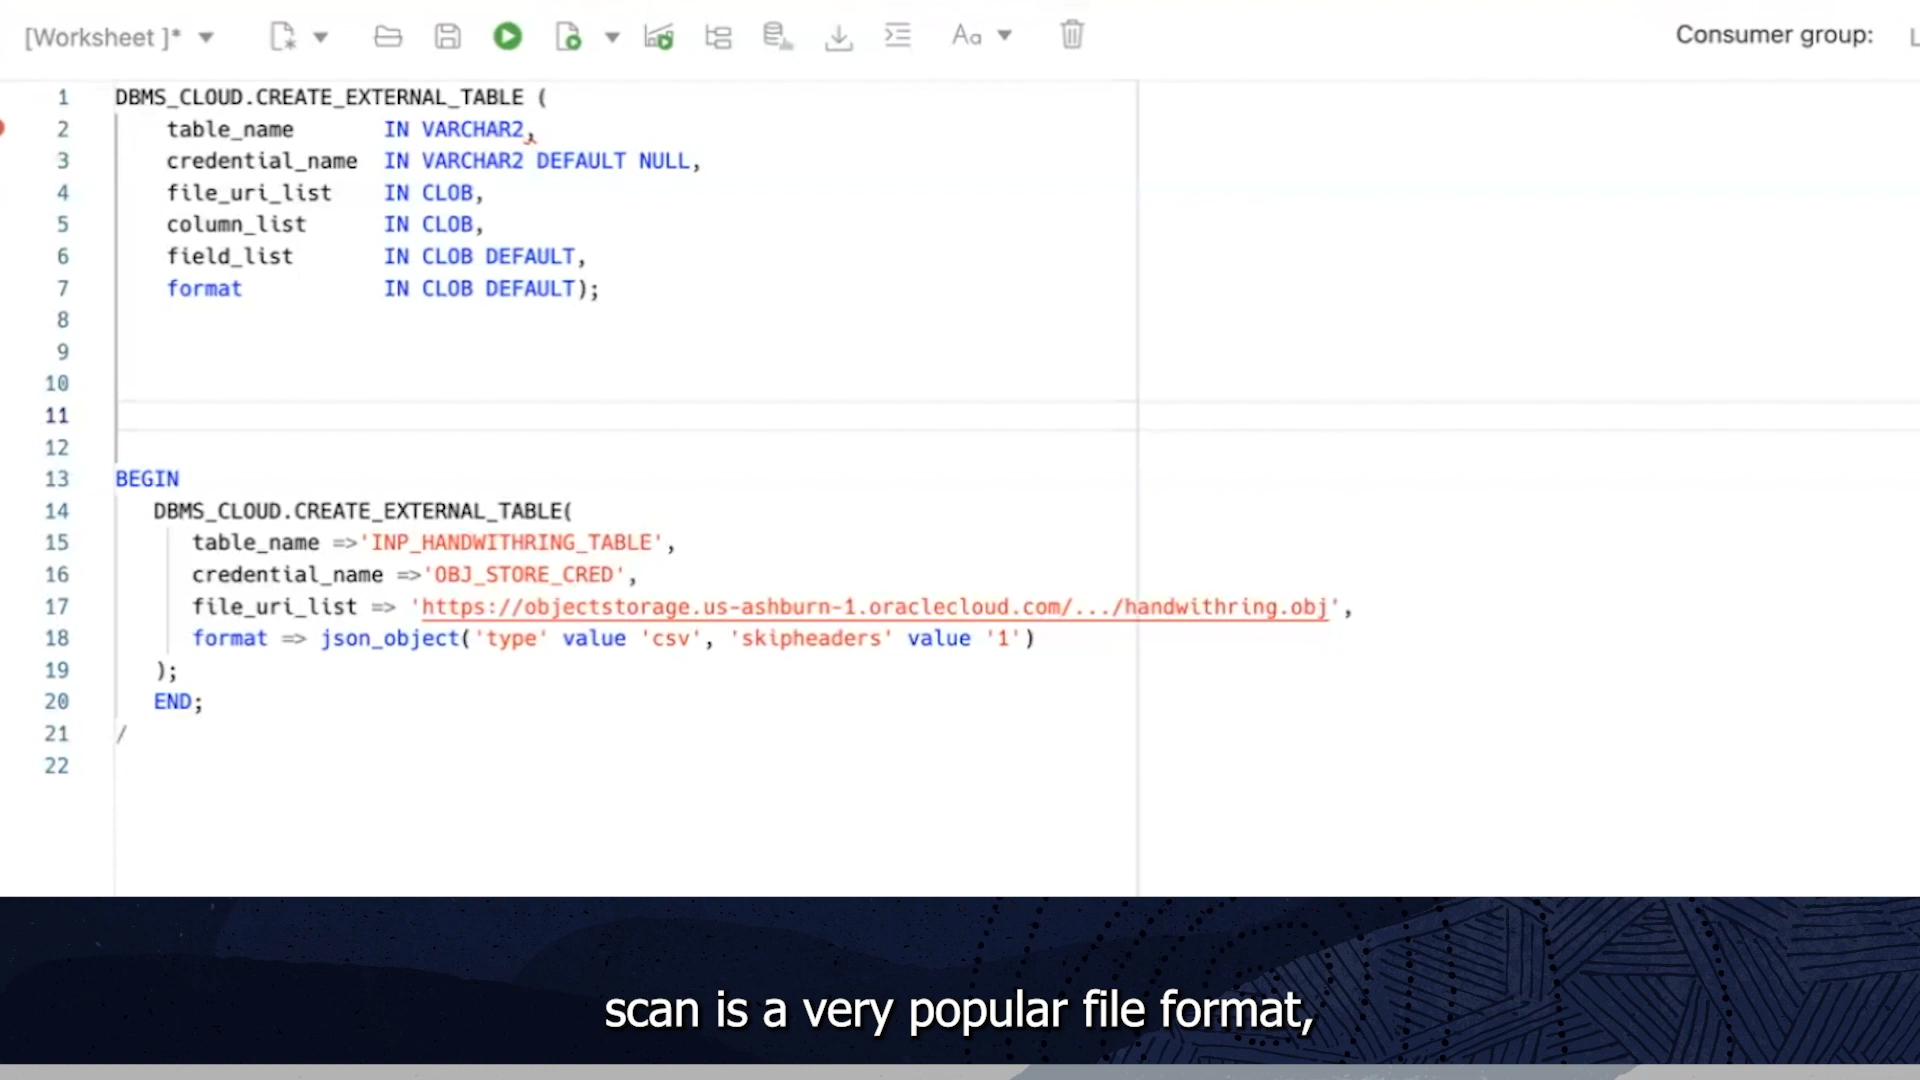 [Worksheet ]* Aa Consumer group:
1 DBMS_CLOUD.CREATE_EXTERNAL_TABLE (
2 table_name IN VARCHAR2,
3 credential_name IN VARCHAR2 DEFAULT NULL,
4 file_uri_list IN CLOB,
5 column_list IN CLOB,
6 field_list IN CLOB DEFAULT,
7 format IN CLOB DEFAULT);
8
9
10
11
12
13 BEGIN
14 DBMS_CLOUD.CREATE_EXTERNAL_TABLE(
15 table_name =>'INP_HANDWITHRING_TABLE',
16 credential_name =>'OBJ_STORE_CRED',
17 file_uri_list => 'https://objectstorage.us-ashburn-1.oraclecloud.com/.../handwithring.obj',
18 format => json_object('type' value 'csv', 'skipheaders' value '1')
19 );
20 END;
21 /
22
scan is a very popular file format,